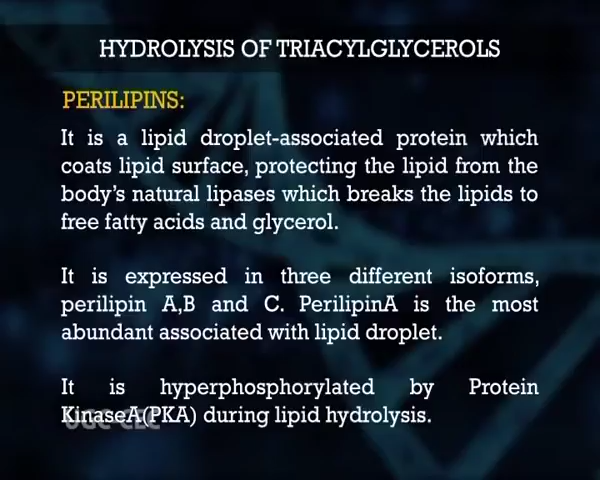 HYDROLYSIS OF TRIACYLGLYCEROLS
PERILIPINS:
It is a lipid droplet-associated protein which
coats lipid surface, protecting the lipid from the
body's natural lipases which breaks the lipids to
free fatty acids and glycerol.
It is expressed in three different isoforms,
perilipin A,B and C. PerilipinA is the most
abundant associated with lipid droplet.
It is hyperphosphorylated by Protein
KinaseA(PKA) during lipid hydrolysis.
UGC-CEC